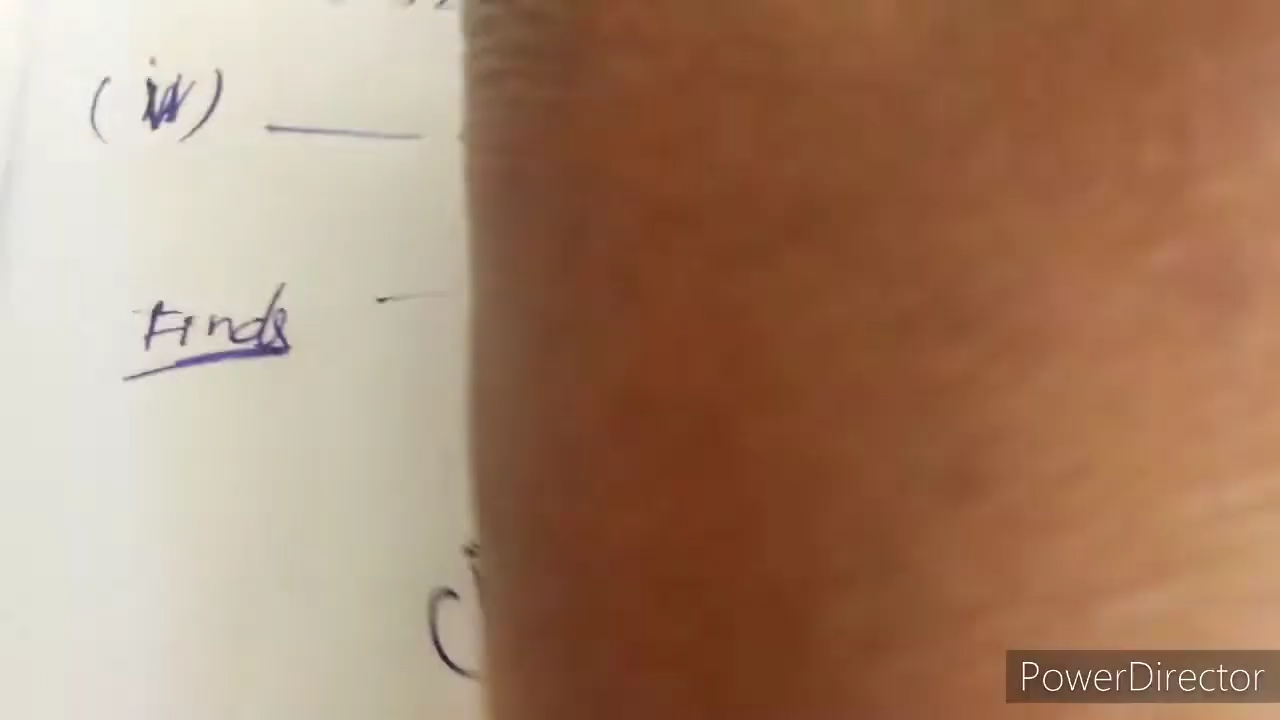 (iv) —
Finds -
(i
PowerDirector